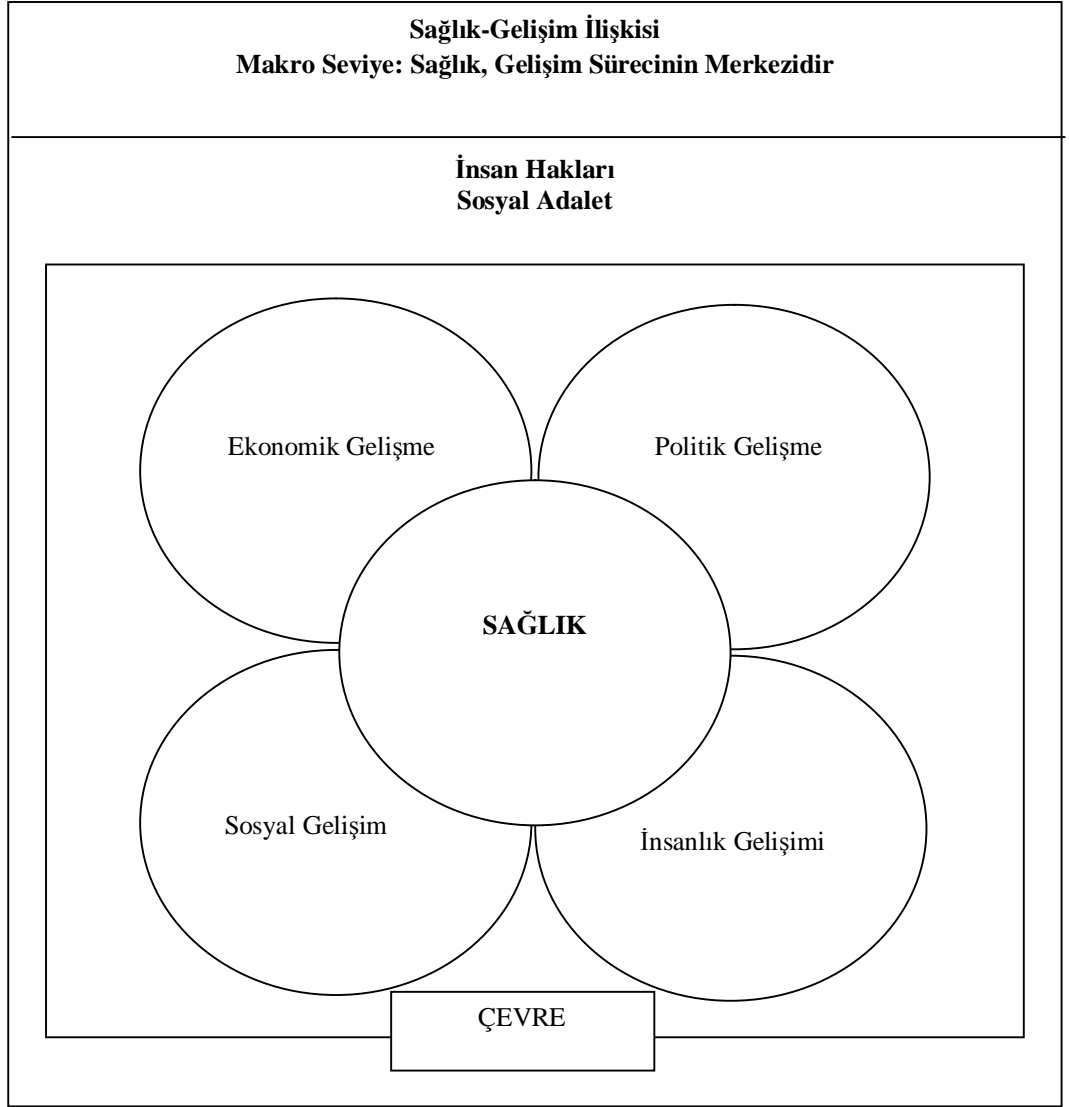 Sağlık-Gelişim İlişkisi
Makro Seviye: Sağlık, Gelişim Sürecinin Merkezidir
İnsan Hakları
Sosyal Adalet
Ekonomik Gelişme
Politik Gelişme
SAĞLIK
Sosyal Gelişim
İnsanlık Gelişimi
ÇEVRE